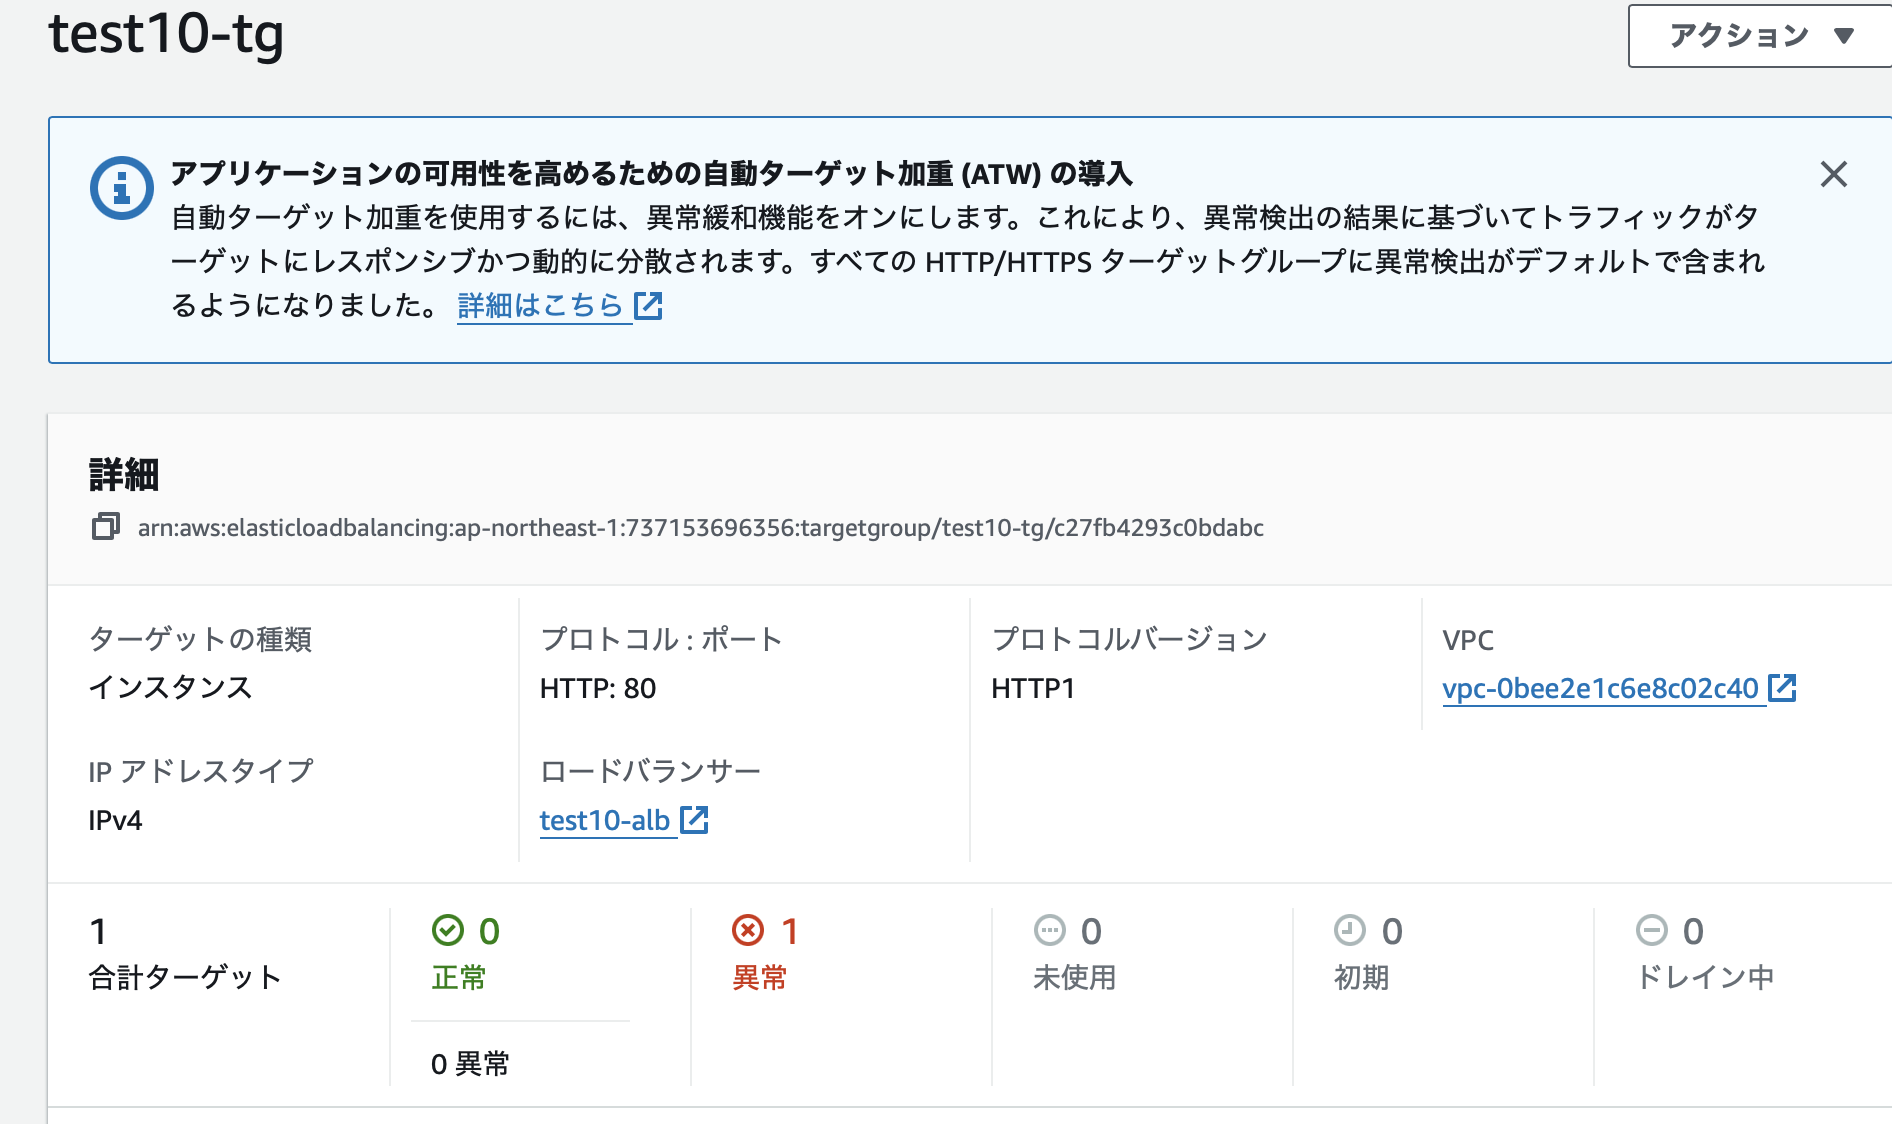 test10-tg
アクション
アプリケーションの可用性を高めるための自動ターゲット加重 (ATW) の導入
自動ターゲット加重を使用するには、異常緩和機能をオンにします。これにより、異常検出の結果に基づいてトラフィックがタ
ーゲットにレスポンシブかつ動的に分散されます。すべての HTTP/HTTPS ターゲットグループに異常検出がデフォルトで含まれ
るようになりました。 詳細はこちら
詳細
arn:aws:elasticloadbalancing:ap-northeast-1:737153696356:targetgroup/test10-tg/c27fb4293c0bdabc
ターゲットの種類
インスタンス
プロトコル : ポート
HTTP: 80
プロトコルバージョン
HTTP1
VPC
vpc-0bee2e1c6e8c02c40
IP アドレスタイプ
IPv4
ロードバランサー
test10-alb
1
合計ターゲット
0
正常
0 異常
1
異常
0
未使用
0
初期
0
ドレイン中